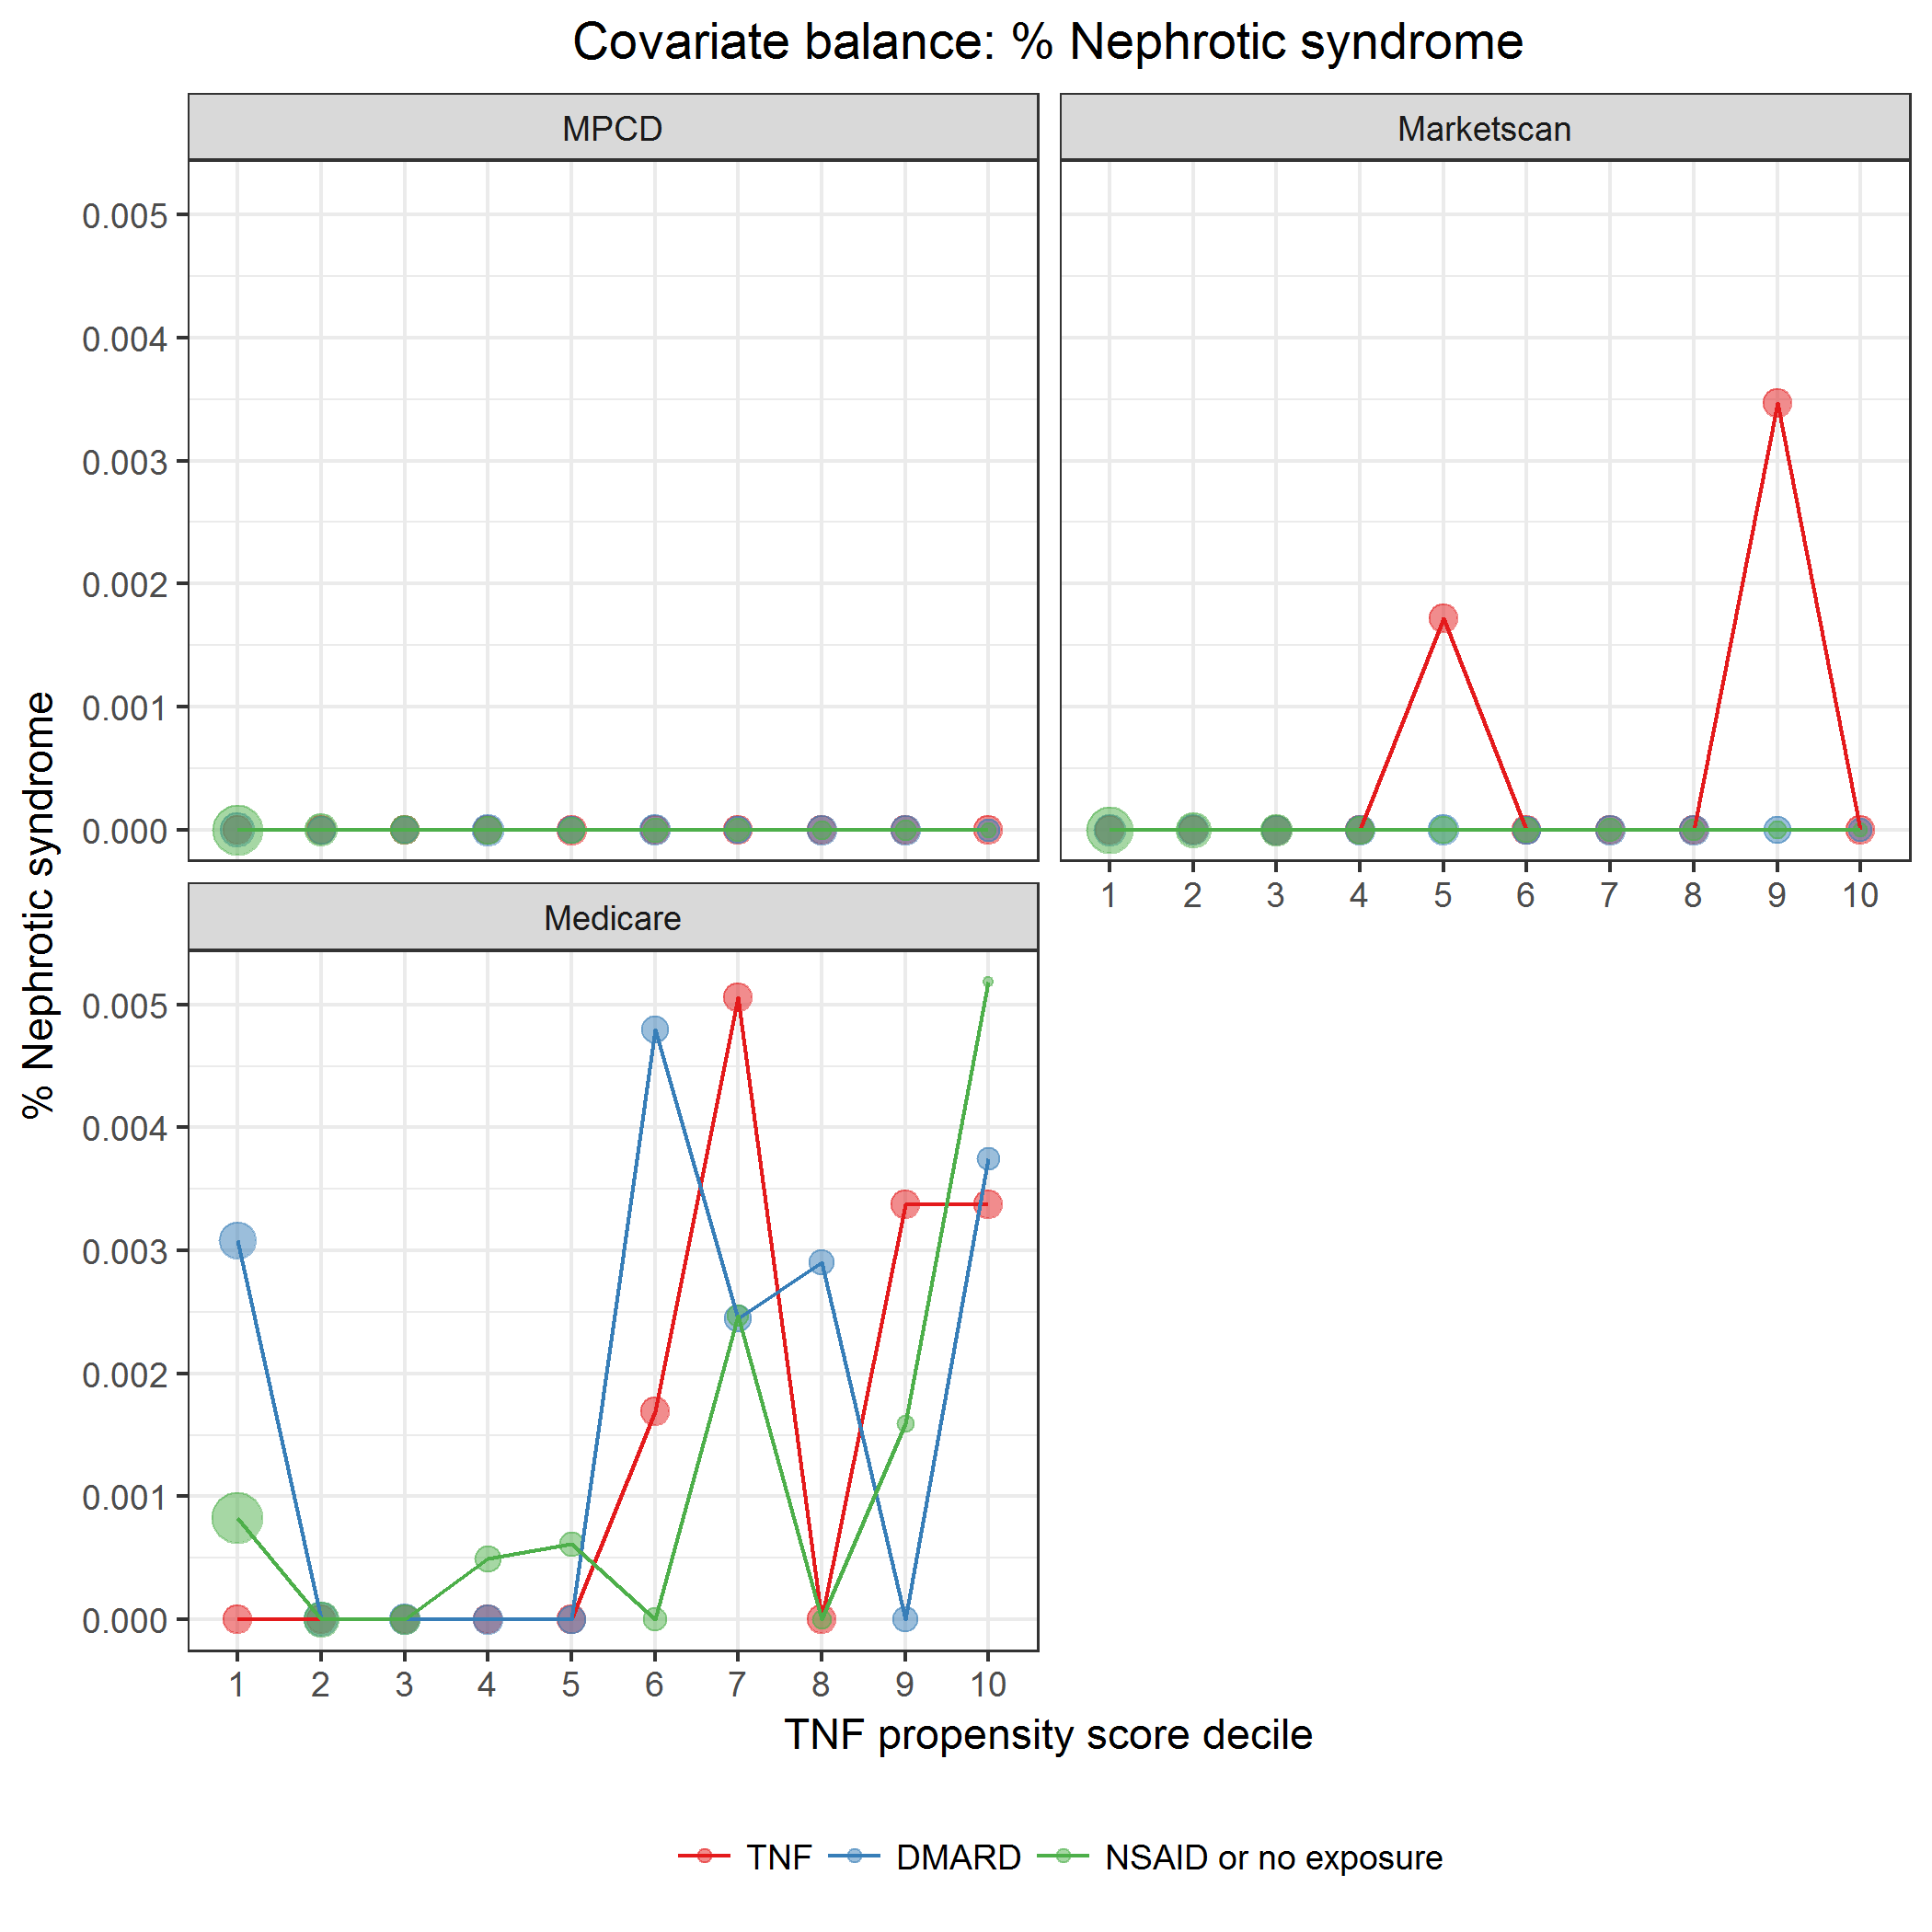 Covariate balance: % Nephrotic syndrome
MPCD
Marketscan
0.005
0.004
0.003
0.002
0.001
0.000
1 2 3 4 5 6 7 8 9 10
Medicare
0.005
0.004
0.003
0.002
0.001
0.000
1 2 3 4 5 6 7 8 9 10
% Nephrotic syndrome
TNF propensity score decile
TNF DMARD NSAID or no exposure